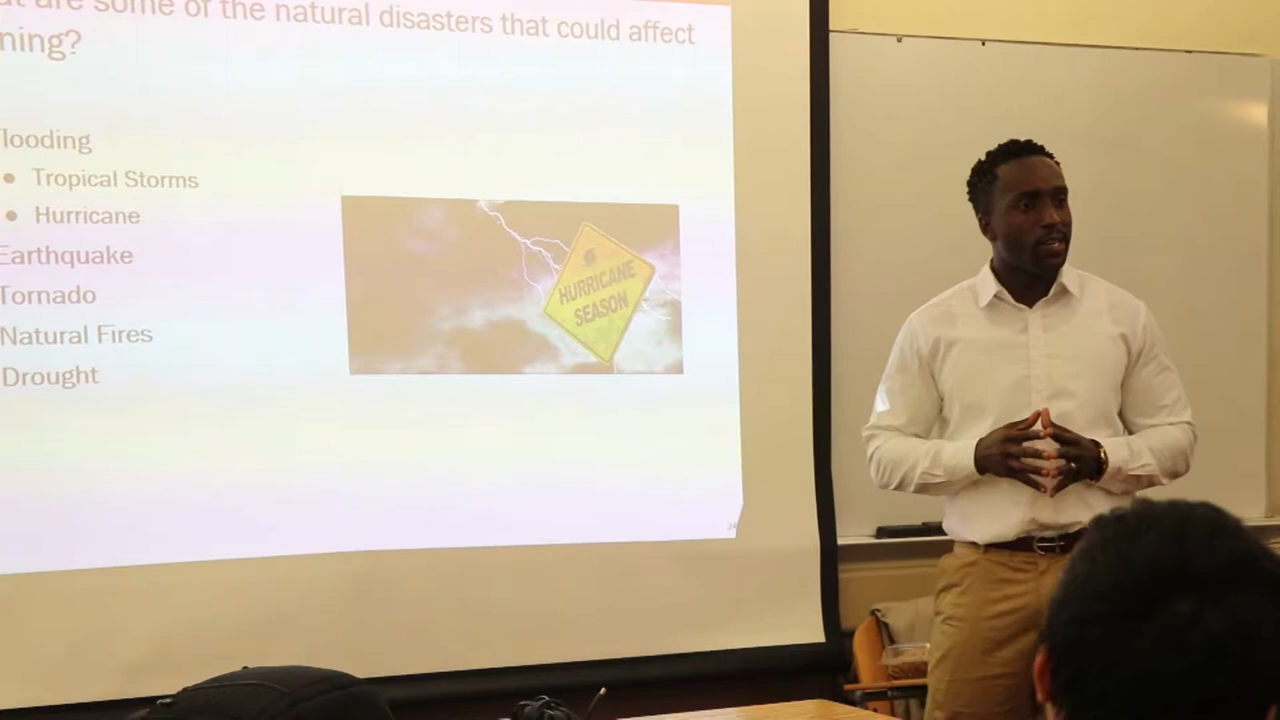 are some of the natural disasters that could affect
ning?
looding
• Tropical Storms
• Hurricane
Earthquake
Tornado
Natural Fires
Drought
HURRICANE
SEASON